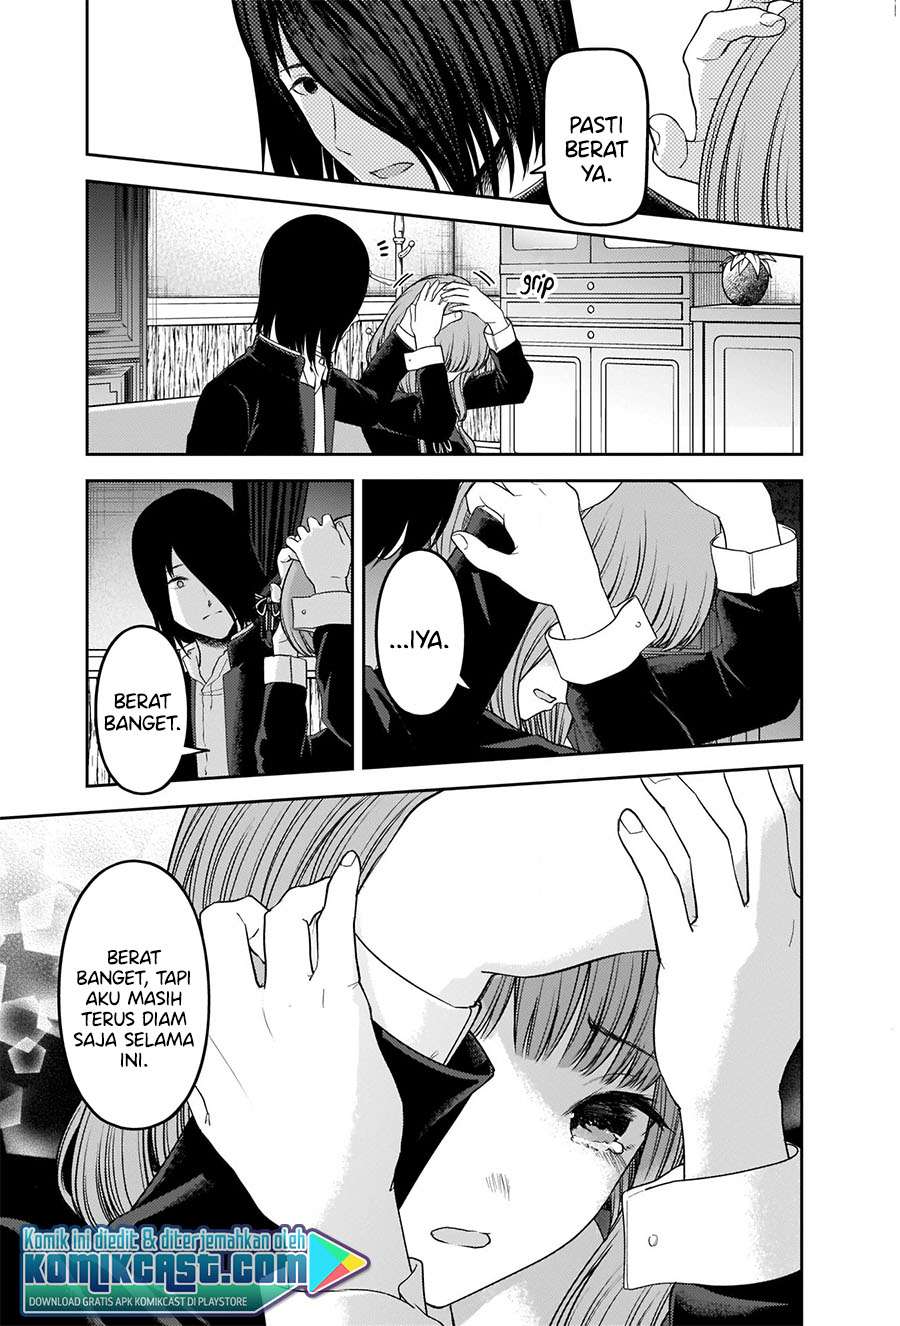 PASTI
BERAT
YA.
grip
...IYA.
BERAT
BANGET.
BERAT
BANGET, TAPI
AKU MASIH
TERUS DIAM
SAJA SELAMA
INI.
Komik ini diedit & diterjemahkan oleh
KOMIKCAST.COM
DOWNLOAD GRATIS APK KOMIKCAST DI PLAYSTORE